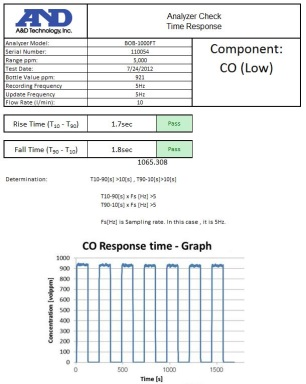 AND
A&D Technology, Inc.
Analyzer Check
Time Response
Analyzer Model: BOB-1000FT
Serial Number: 110054
Range ppm: 5,000
Test Date: 7/24/2012
Bottle Value ppm: 921
Recording Frequency 5Hz
Update Frequency 5Hz
Flow Rate (l/min): 10
Component:
CO (Low)
Rise Time (T10 - T90) 1.7sec Pass
Fall Time (T90 - T10) 1.8sec Pass
1065.308
Determination: T10-90[s] >10[s] , T90-10[s]>10[s]
T10-90[s] x Fs [Hz] >5
T90-10[s] x Fs [Hz] >5
Fs[Hz] is Sampling rate. In this case , it is 5Hz.
CO Response time - Graph
Concentration [volppm]
1000
900
800
700
600
500
400
300
200
100
0
0 500 1000 1500
Time [s]